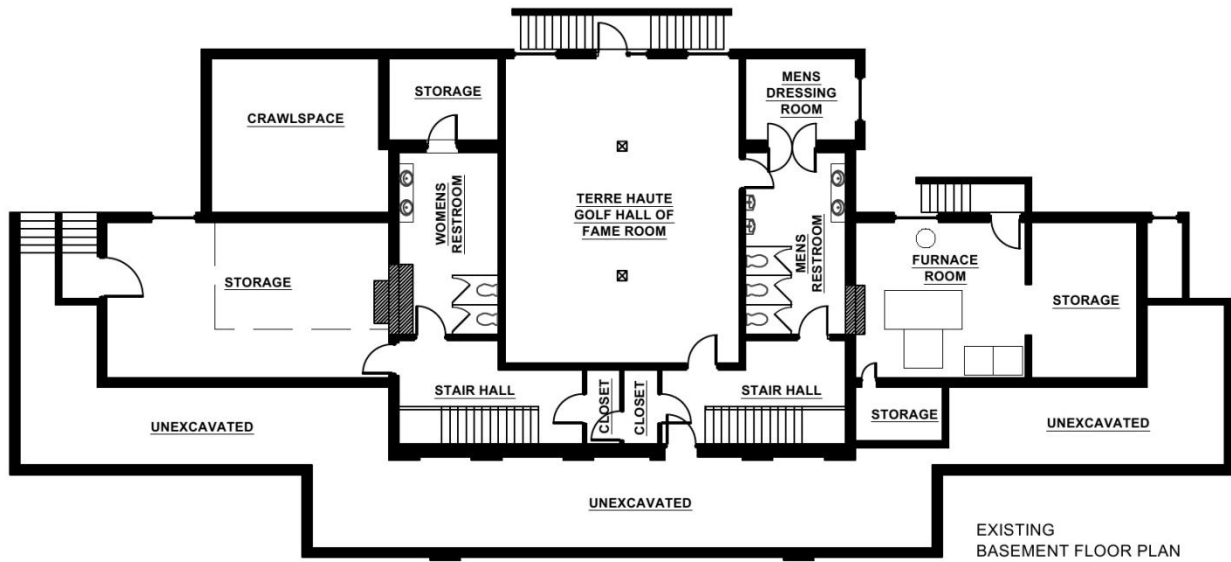 STORAGE
MENS
DRESSING
ROOM
CRAWLSPACE
WOMENS
RESTROOM
TERRE HAUTE
GOLF HALL OF
FAME ROOM
MENS
RESTROOM
FURNACE
ROOM
STORAGE
STORAGE
STAIR HALL
CLOSET
CLOSET
STAIR HALL
STORAGE
UNEXCAVATED
UNEXCAVATED
UNEXCAVATED
EXISTING
BASEMENT FLOOR PLAN